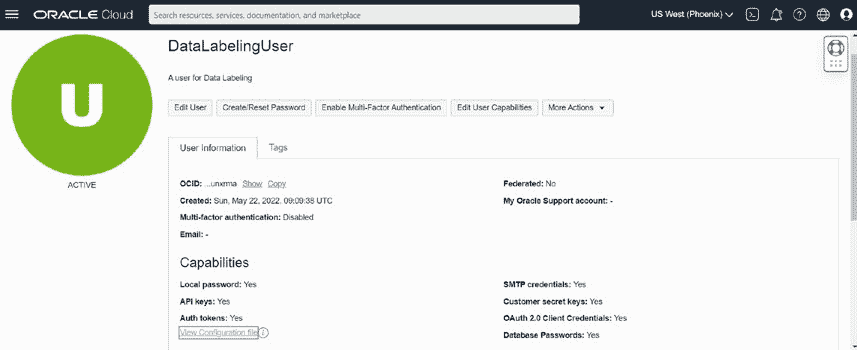 ORACLE Cloud
Search resources, services, documentation, and marketplace
US West (Phoenix)
U
ACTIVE
DataLabelingUser
A user for Data Labeling
Edit User Create/Reset Password Enable Multi-Factor Authentication Edit User Capabilities More Actions
User Information Tags
OCID: ...unxrma Show Copy
Federated: No
Created: Sun, May 22, 2022, 09:09:38 UTC
My Oracle Support account: -
Multi-factor authentication: Disabled
Email: -
Capabilities
Local password: Yes
SMTP credentials: Yes
API keys: Yes
Customer secret keys: Yes
Auth tokens: Yes
OAuth 2.0 Client Credentials: Yes
View Configuration file
Database Passwords: Yes